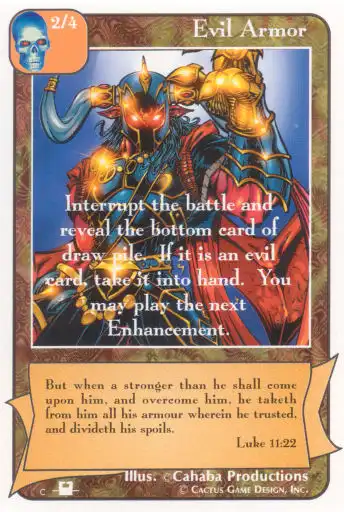 2/4
Evil Armor
Interrupt the battle and
reveal the bottom card of
draw pile. If it is an evil
card, take it into hand. You
may play the next
Enhancement.
But when a stronger than he shall come
upon him, and overcome him, he taketh
from him all his armour wherein he trusted,
and divideth his spoils.
Luke 11:22
Illus. ©Cahaba Productions
© Cactus Game Design, Inc.
C